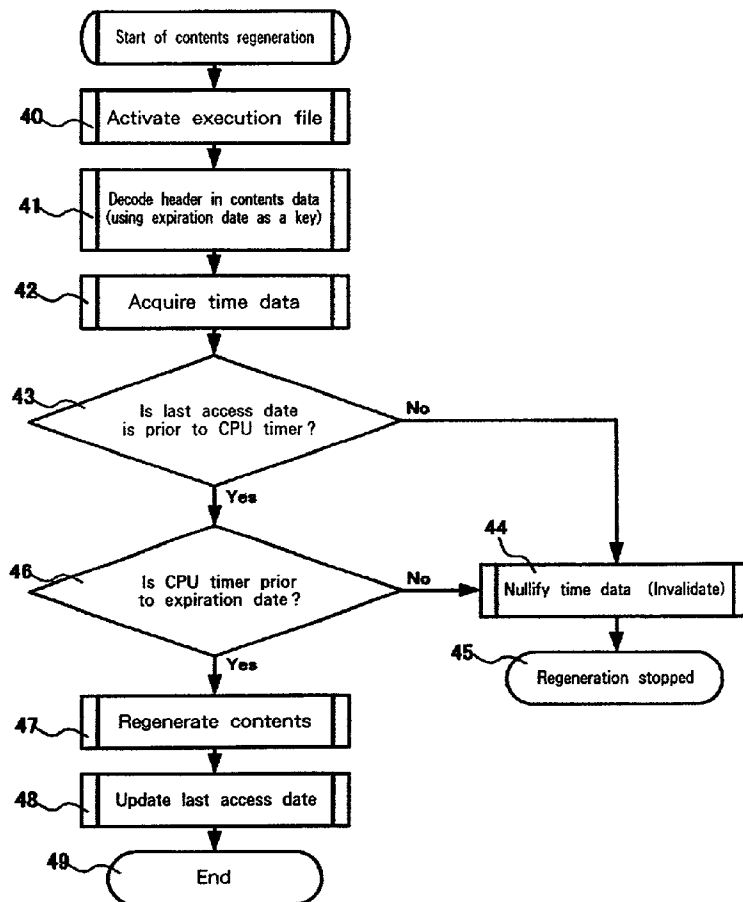 Start of contents regeneration
40
Activate execution file
41
Decode header in contents data
(using expiration date as a key)
42
Acquire time data
43
Is last access date
is prior to CPU timer?
No
Yes
46
Is CPU timer prior
to expiration date?
No
Yes
44
Nullify time data (Invalidate)
45
Regeneration stopped
47
Regenerate contents
48
Update last access date
49
End